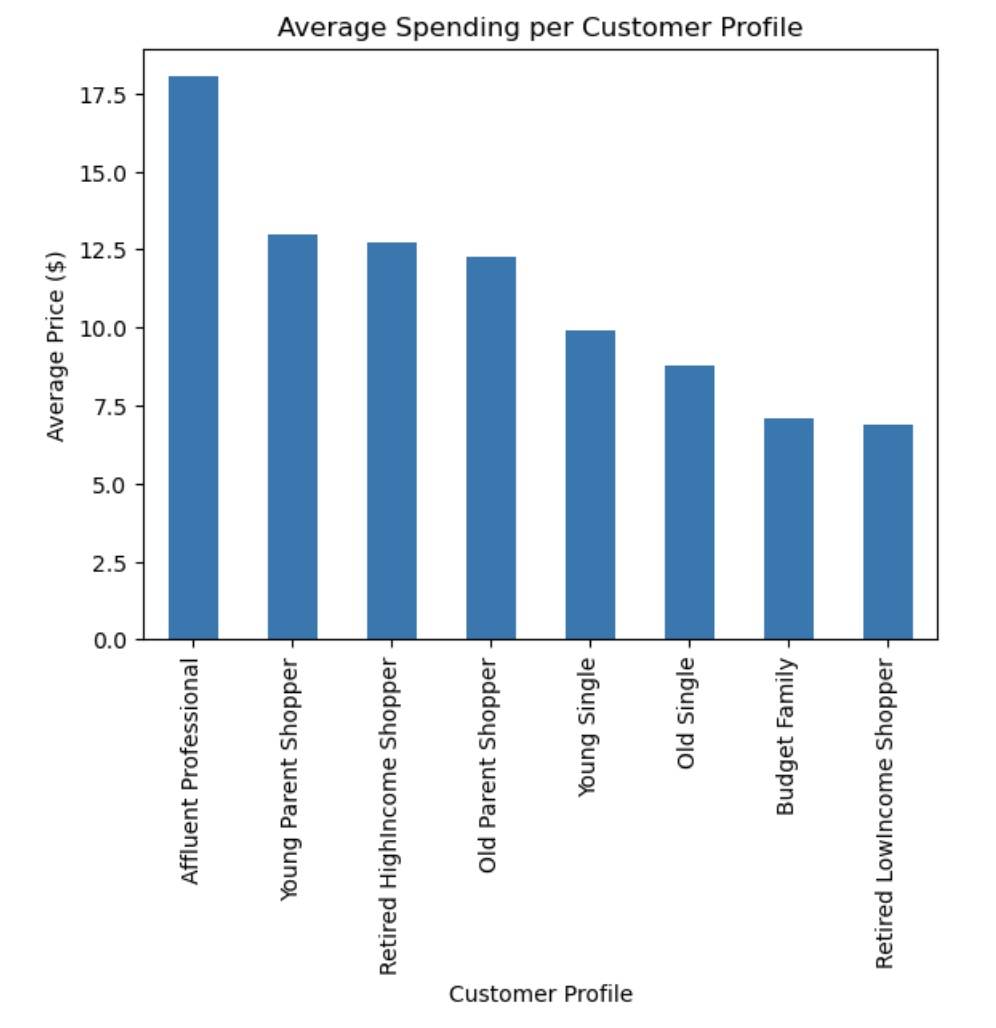 Average Spending per Customer Profile
Average Price ($)
17.5
15.0
12.5
10.0
7.5
5.0
2.5
0.0
Affluent Professional
Young Parent Shopper
Retired HighIncome Shopper
Old Parent Shopper
Young Single
Old Single
Budget Family
Retired LowIncome Shopper
Customer Profile